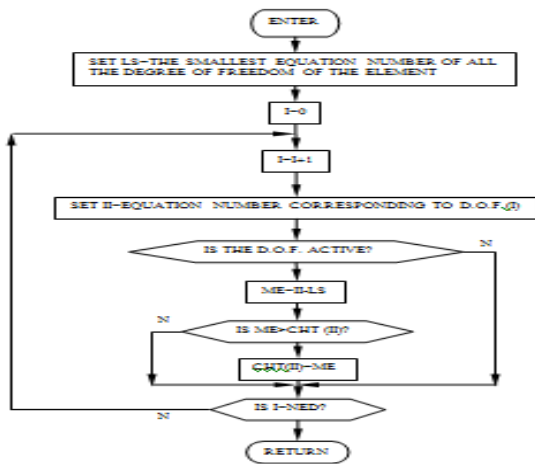 ENTER
SET LS=THE SMALLEST EQUATION NUMBER OF ALL
THE DEGREE OF FREEDOM OF THE ELEMENT
I=0
I=I+1
SET II=EQUATION NUMBER CORRESPONDING TO D.O.F.(I)
IS THE D.O.F. ACTIVE?
N
ME=II-LS
N
IS ME>CHT (II)?
CHT(II)=ME
IS I=NED?
N
RETURN